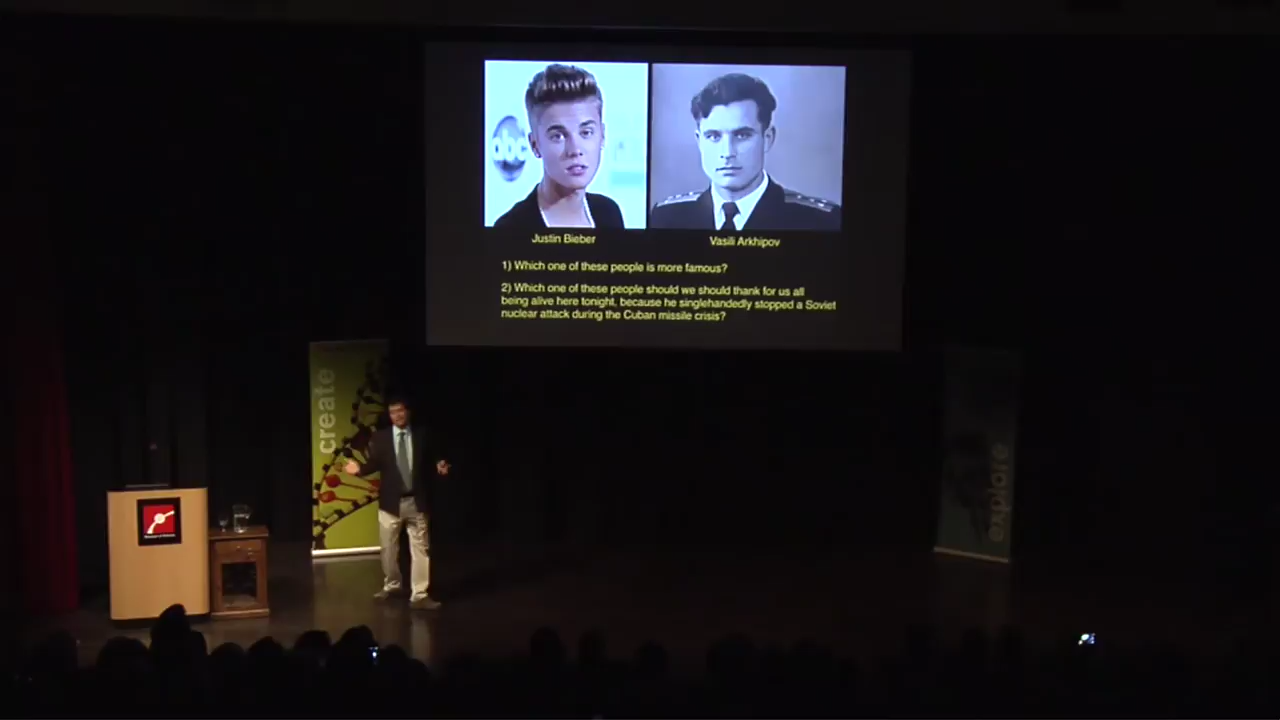 abc
Justin Bieber
Vasili Arkhipov
1) Which one of these people is more famous?
2) Which one of these people should we should thank for us all
being alive here tonight, because he singlehandedly stopped a Soviet
nuclear attack during the Cuban missile crisis?
create
explore